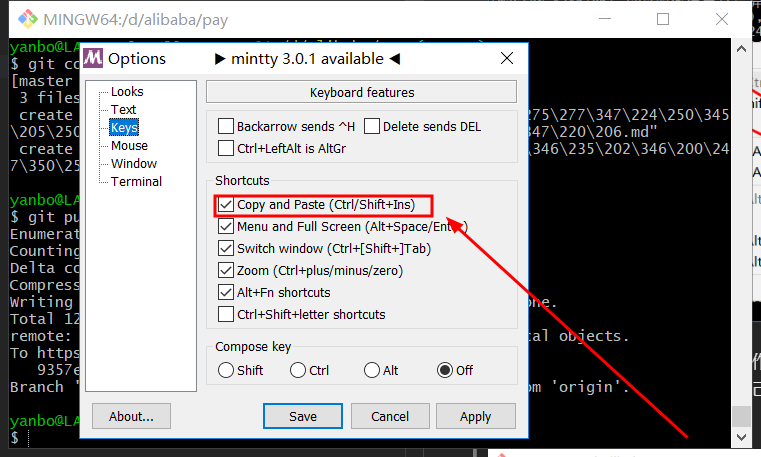 MINGW64:/d/alibaba/pay
Options ▶ mintty 3.0.1 available ◀
Looks
Text
Keys
Mouse
Window
Terminal
Keyboard features
Backarrow sends ^H Delete sends DEL
Ctrl+LeftAlt is AltGr
Shortcuts
Copy and Paste (Ctrl/Shift+Ins)
Menu and Full Screen (Alt+Space/Enter)
Switch window (Ctrl+[Shift+]Tab)
Zoom (Ctrl+plus/minus/zero)
Alt+Fn shortcuts
Ctrl+Shift+letter shortcuts
Compose key
Shift Ctrl Alt Off
About... Save Cancel Apply
yanbo@LA
$ git co
[master
3 files
create 275\277\347\224\250\345
\205\250 347\220\206.md"
create \346\235\202\346\200\24
7\350\25
yanbo@LA
$ git pu
Enumerat
Counting
Delta co
Compress
Writing one.
Total 12
remote: al objects.
To https
9357e
Branch ' om 'origin'.
yanbo@LA
$